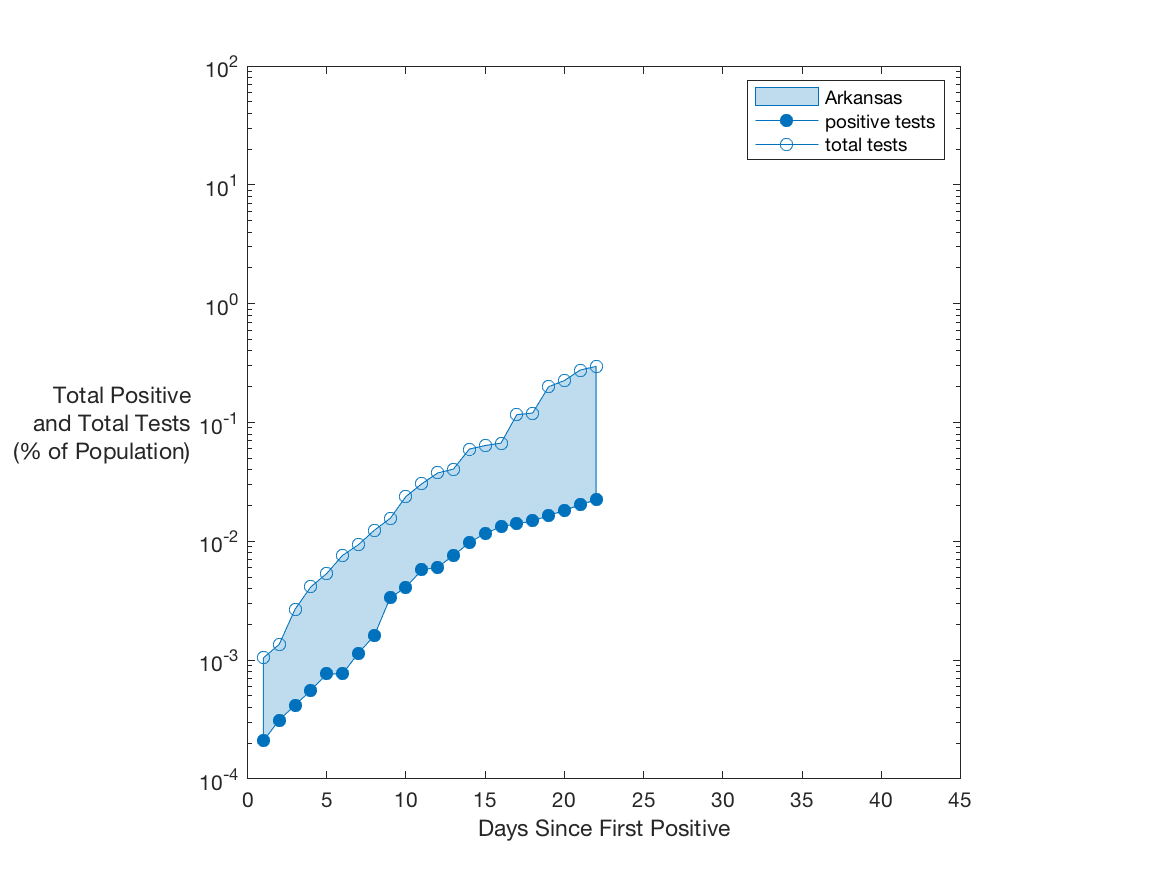 10^2
10^1
10^0
10^-1
10^-2
10^-3
10^-4
Total Positive
and Total Tests
(% of Population)
Arkansas
positive tests
total tests
0 5 10 15 20 25 30 35 40 45
Days Since First Positive